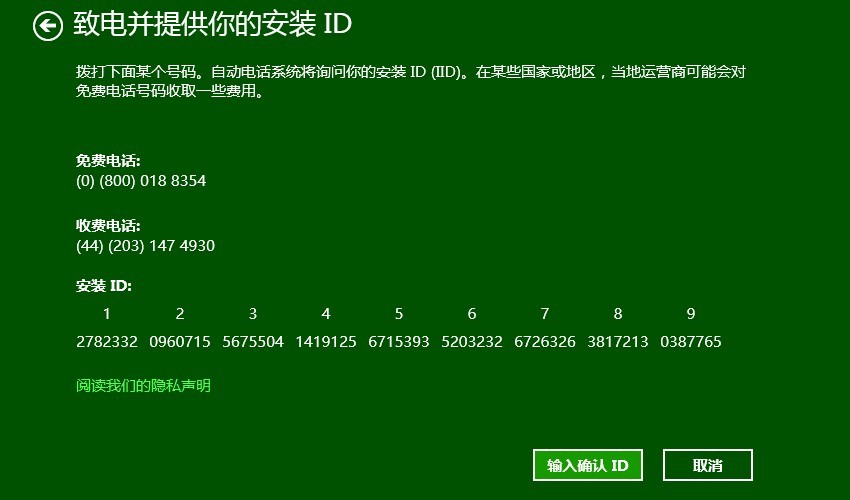 致电并提供你的安装 ID
拨打下面某个号码。自动电话系统将询问你的安装 ID (IID)。在某些国家或地区，当地运营商可能会对
免费电话号码收取一些费用。
免费电话:
(0) (800) 018 8354
收费电话:
(44) (203) 147 4930
安装 ID:
1 2 3 4 5 6 7 8 9
2782332 0960715 5675504 1419125 6715393 5203232 6726326 3817213 0387765
阅读我们的隐私声明
输入确认 ID 取消